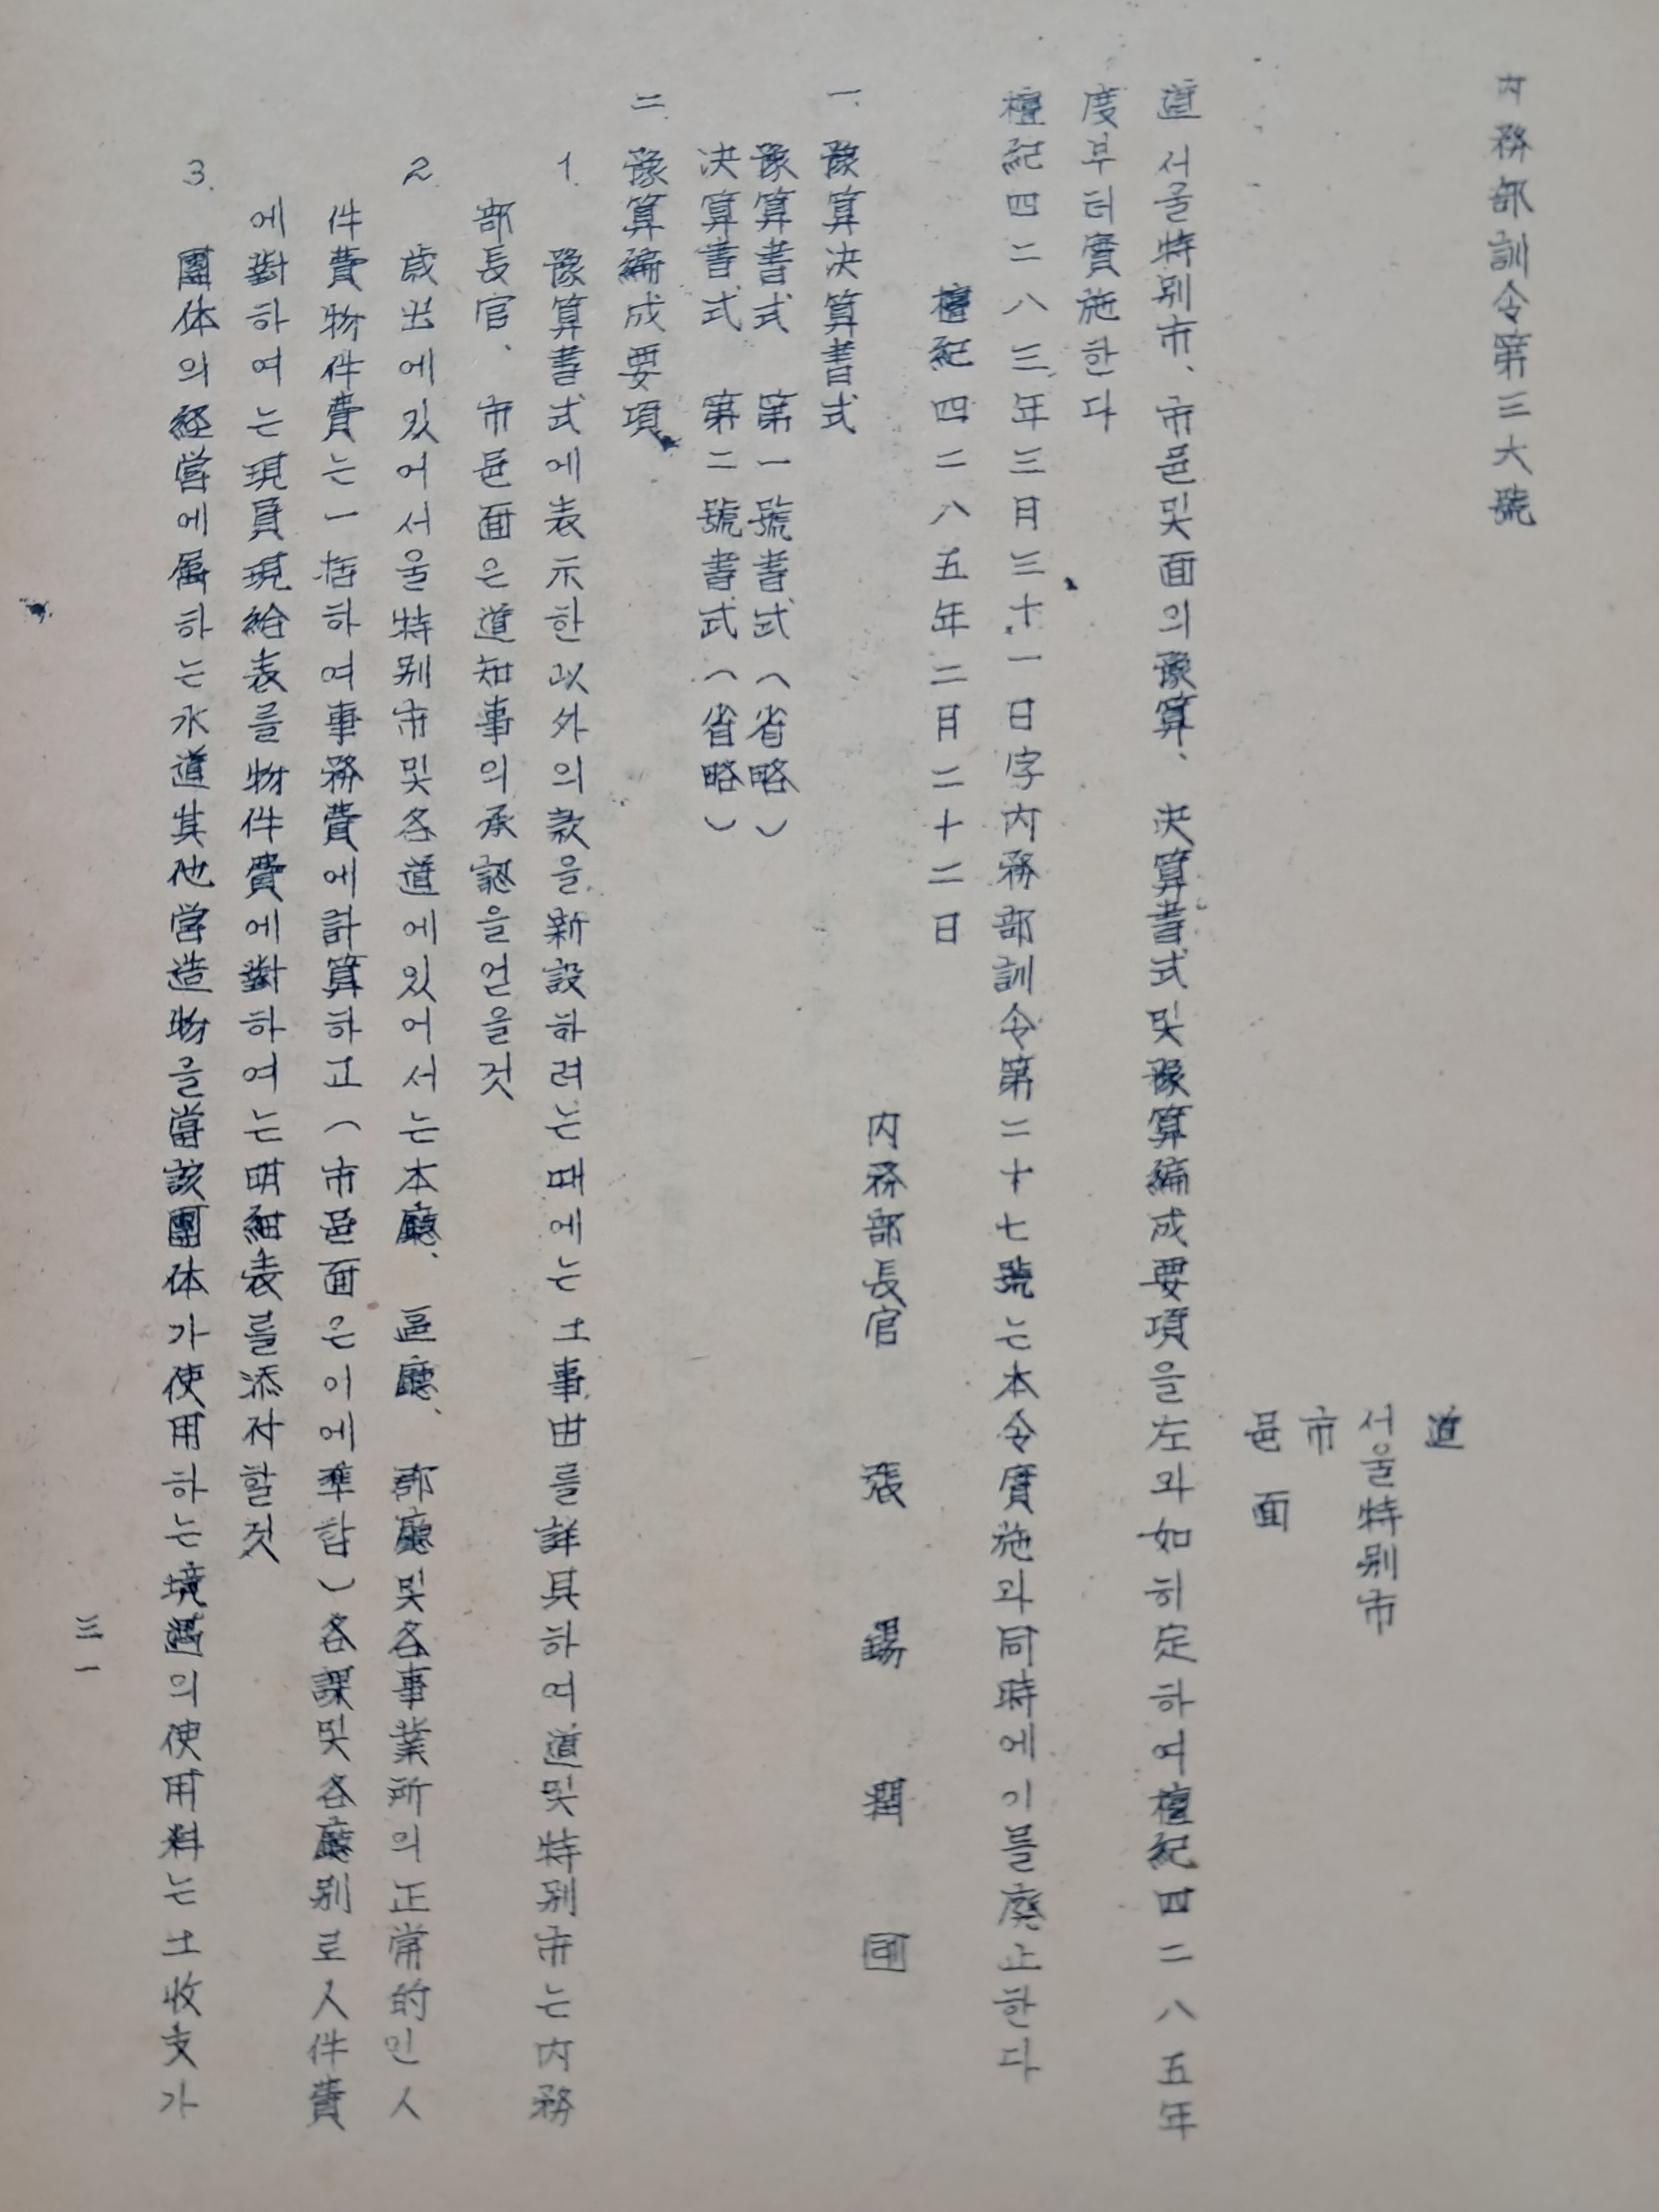 內務部訓令第三六號
道
서울特別市
市
邑面
道서울特別市、市邑및面의豫算、決算書式및豫算編成要項을左와如히定하여檀紀四二八五年
度부터實施한다
檀紀四二八三年三月三十一日字內務部訓令第二十七號는本令實施와同時에이를廢止한다
檀紀四二八五年二月二十二日
內務部長官 張錫潤 囙
一. 豫算決算書式
豫算書式 第一號書式(省略)
決算書式 第二號書式(省略)
二. 豫算編成要項
1. 豫算書式에表示한以外의款을新設하려는때에는ㅗ事由를詳具하여道및特別市는內務
部長官、市邑面은道知事의承認을얻을것
2. 歲出에있어서울特別市및各道에있어서는本廳、區廳、郡廳및各事業所의正常的인人
件費物件費는一括하여事務費에計算하고(市邑面은이에準함)各課및各廳別로人件費
에對하여는現員現給表를物件費에對하여는明細表를添付할것
3. 團体의経営에屬하는水道其他営造物을當該團体가使用하는境遇의使用料는ㅗ收支가
三一